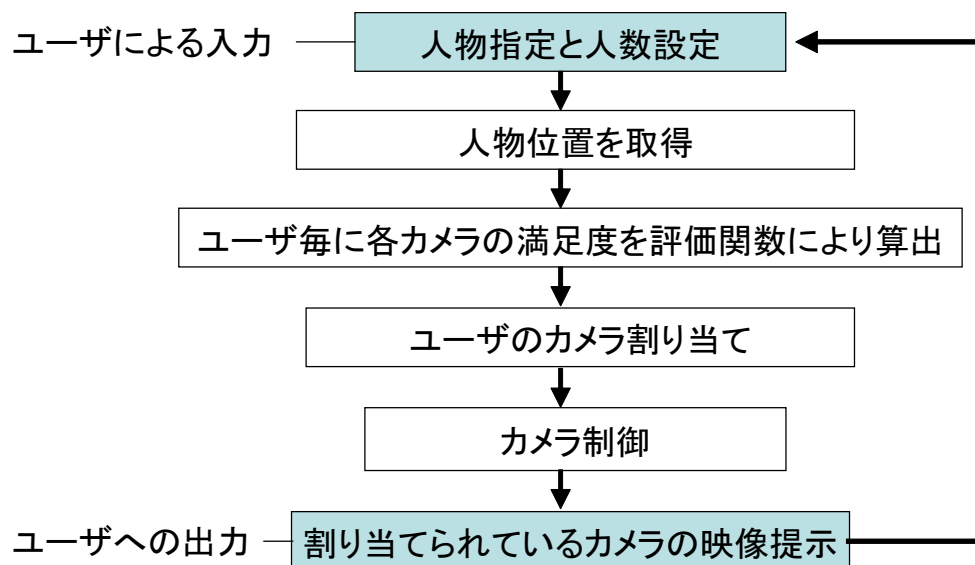 ユーザによる入力
人物指定と人数設定
人物位置を取得
ユーザ毎に各カメラの満足度を評価関数により算出
ユーザのカメラ割り当て
カメラ制御
ユーザへの出力
割り当てられているカメラの映像提示